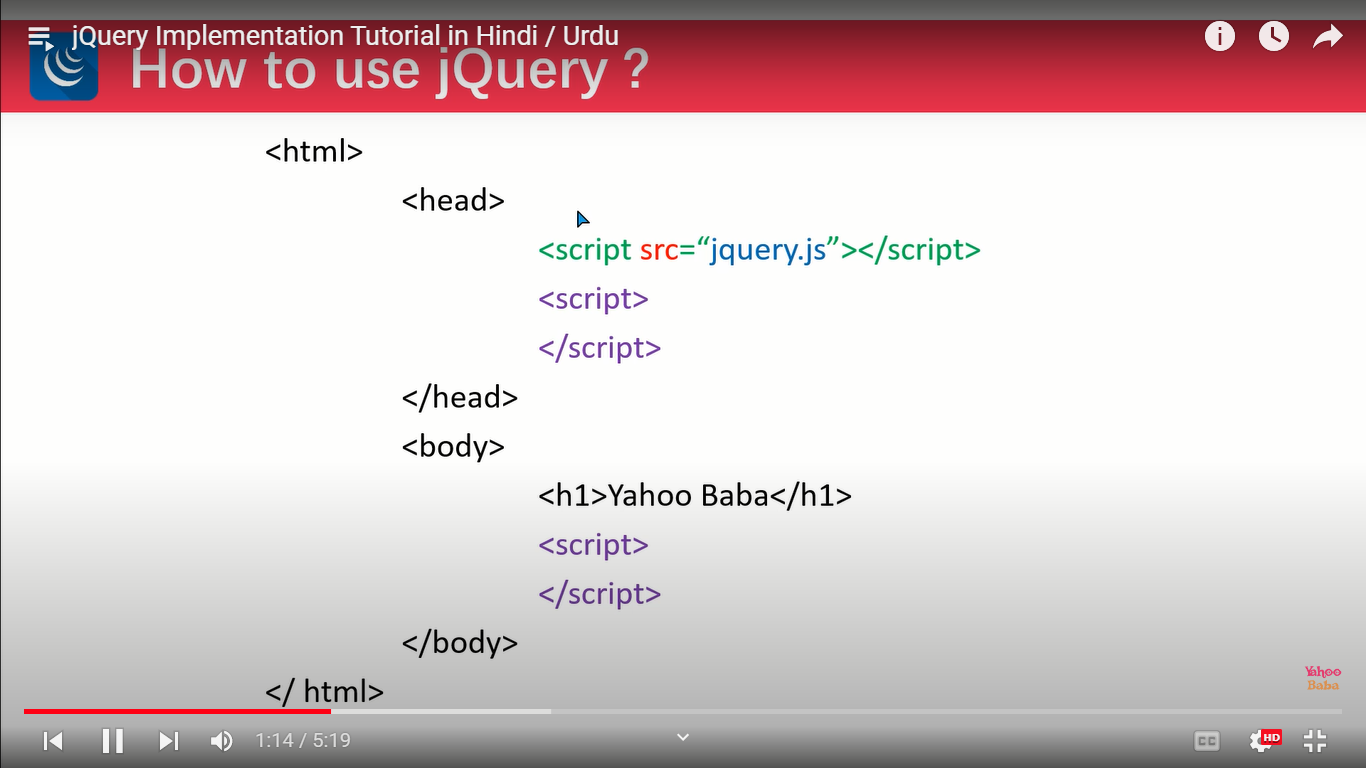 jQuery Implementation Tutorial in Hindi / Urdu
How to use jQuery ?
<html>
<head>
<script src=“jquery.js”></script>
<script>
</script>
</head>
<body>
<h1>Yahoo Baba</h1>
<script>
</script>
</body>
</ html>
Yahoo
Baba
1:14 / 5:19
CC
HD